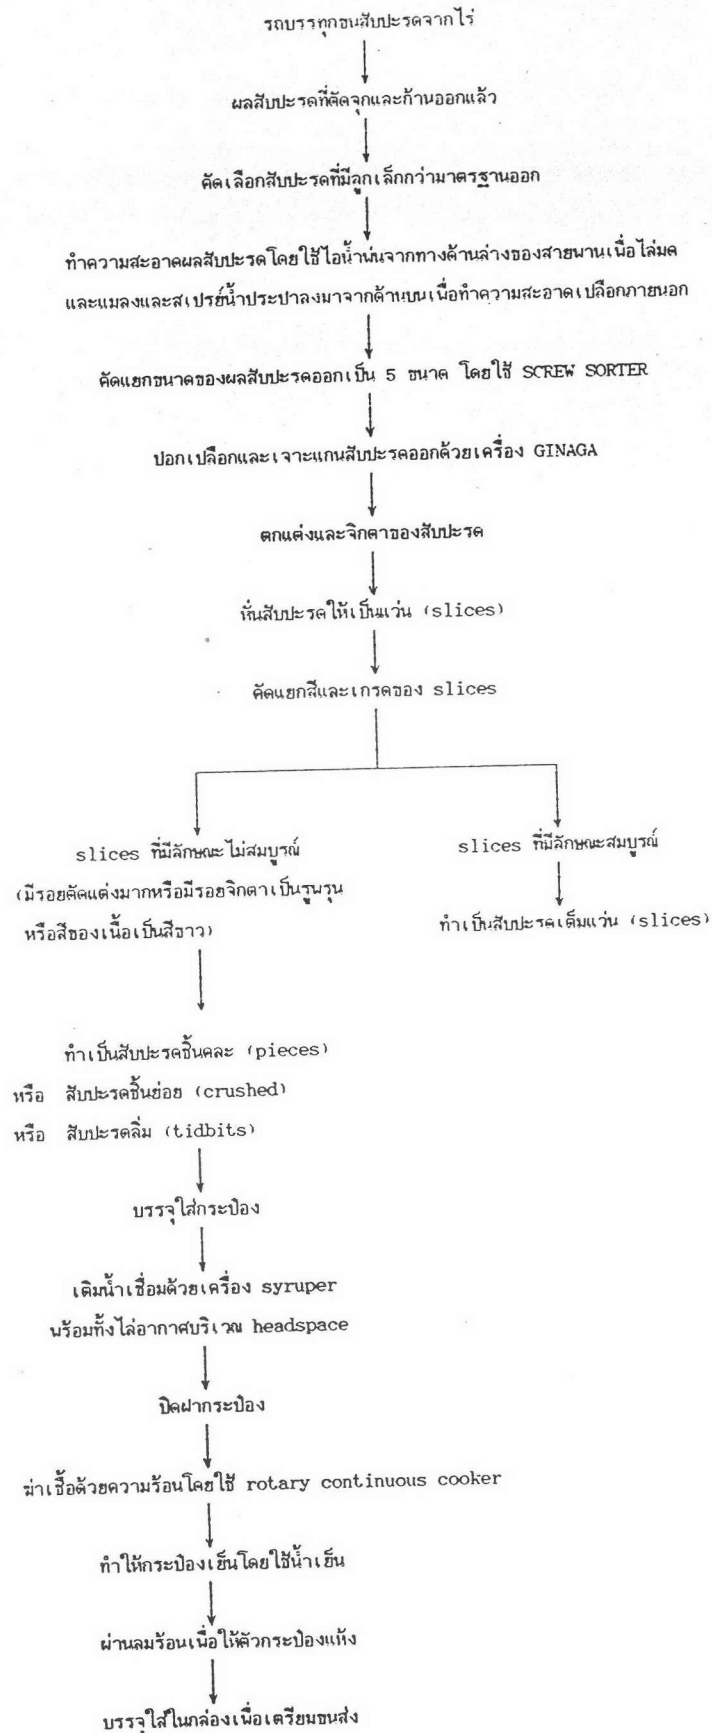 รถบรรทุกขนสับปะรดจากไร่
ผลสับปะรดที่ตัดจุกและก้านออกแล้ว
คัดเลือกสับปะรดที่มีลูกเล็กกว่ามาตรฐานออก
ทำความสะอาดผลสับปะรดโดยใช้ไอน้ำพ่นจากทางด้านล่างของสายพานเพื่อไล่มด
และแมลงและสเปรย์น้ำประปาลงมาจากด้านบนเพื่อทำความสะอาดเปลือกภายนอก
คัดแยกขนาดของผลสับปะรดออกเป็น 5 ขนาด โดยใช้ SCREW SORTER
ปอกเปลือกและเจาะแกนสับปะรดออกด้วยเครื่อง GINAGA
ตกแต่งและจิกตาของสับปะรด
หั่นสับปะรดให้เป็นแว่น (slices)
คัดแยกสีและเกรดของ slices
slices ที่มีลักษณะไม่สมบูรณ์
(มีรอยตัดแต่งมากหรือมีรอยจิกตาเป็นรูพรุน
หรือสีของเนื้อเป็นสีขาว)
slices ที่มีลักษณะสมบูรณ์
ทำเป็นสับปะรดเต็มแว่น (slices)
ทำเป็นสับปะรดชิ้นคละ (pieces)
หรือ สับปะรดชิ้นย่อย (crushed)
หรือ สับปะรดลิ่ม (tidbits)
บรรจุใส่กระป๋อง
เติมน้ำเชื่อมด้วยเครื่อง syruper
พร้อมทั้งไล่อากาศบริเวณ headspace
ปิดฝากระป๋อง
ฆ่าเชื้อด้วยความร้อนโดยใช้ rotary continuous cooker
ทำให้กระป๋องเย็นโดยใช้น้ำเย็น
ผ่านลมร้อนเพื่อให้ตัวกระป๋องแห้ง
บรรจุใส่ในกล่องเพื่อเตรียมขนส่ง